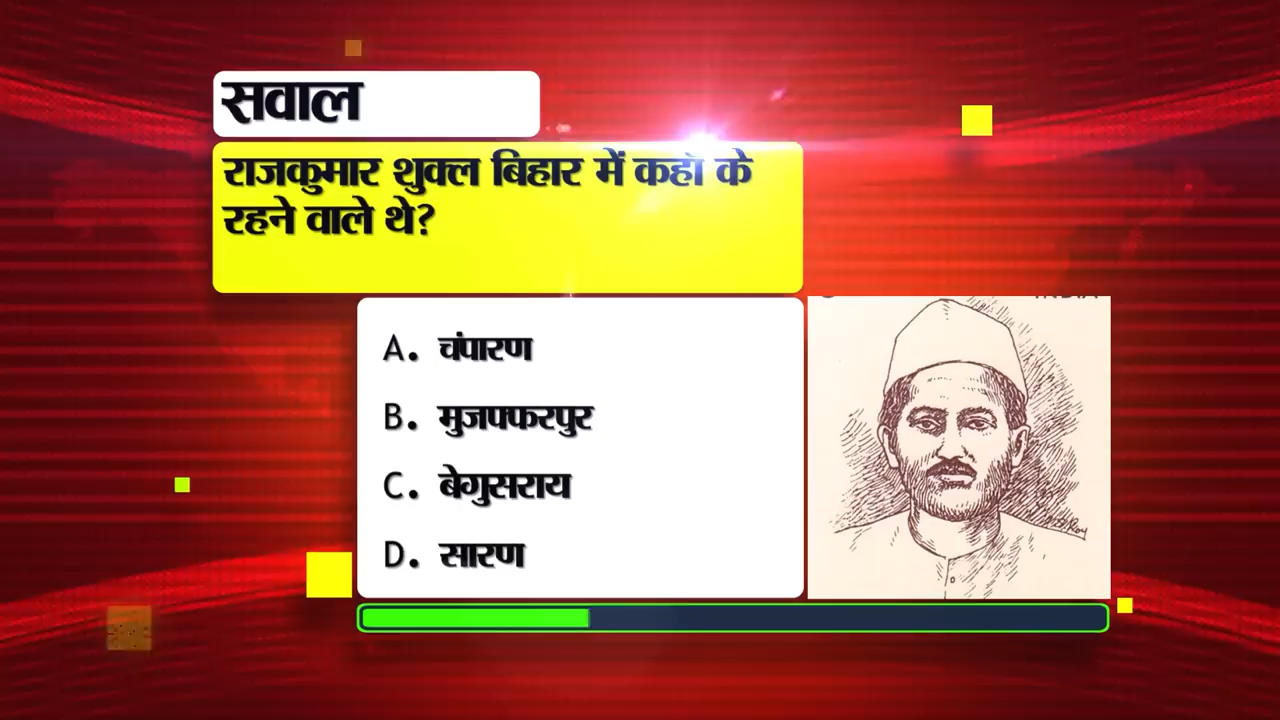 सवाल
राजकुमार शुक्ल बिहार में कहाँ के
रहने वाले थे?
A. चंपारण
B. मुजफ्फरपुर
C. बेगुसराय
D. सारण